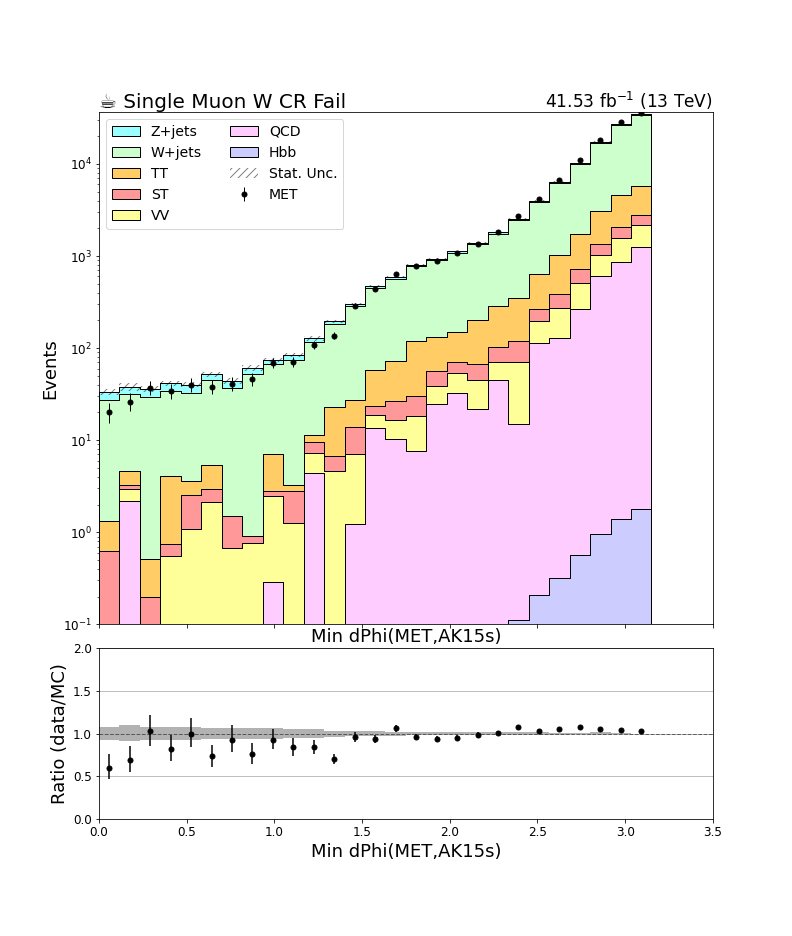 ☕ Single Muon W CR Fail
41.53 fb⁻¹ (13 TeV)
Z+jets
W+jets
TT
ST
VV
QCD
Hbb
Stat. Unc.
MET
Events
10⁴
10³
10²
10¹
10⁰
10⁻¹
Min dPhi(MET,AK15s)
Ratio (data/MC)
2.0
1.5
1.0
0.5
0.0
0.0 0.5 1.0 1.5 2.0 2.5 3.0 3.5
Min dPhi(MET,AK15s)